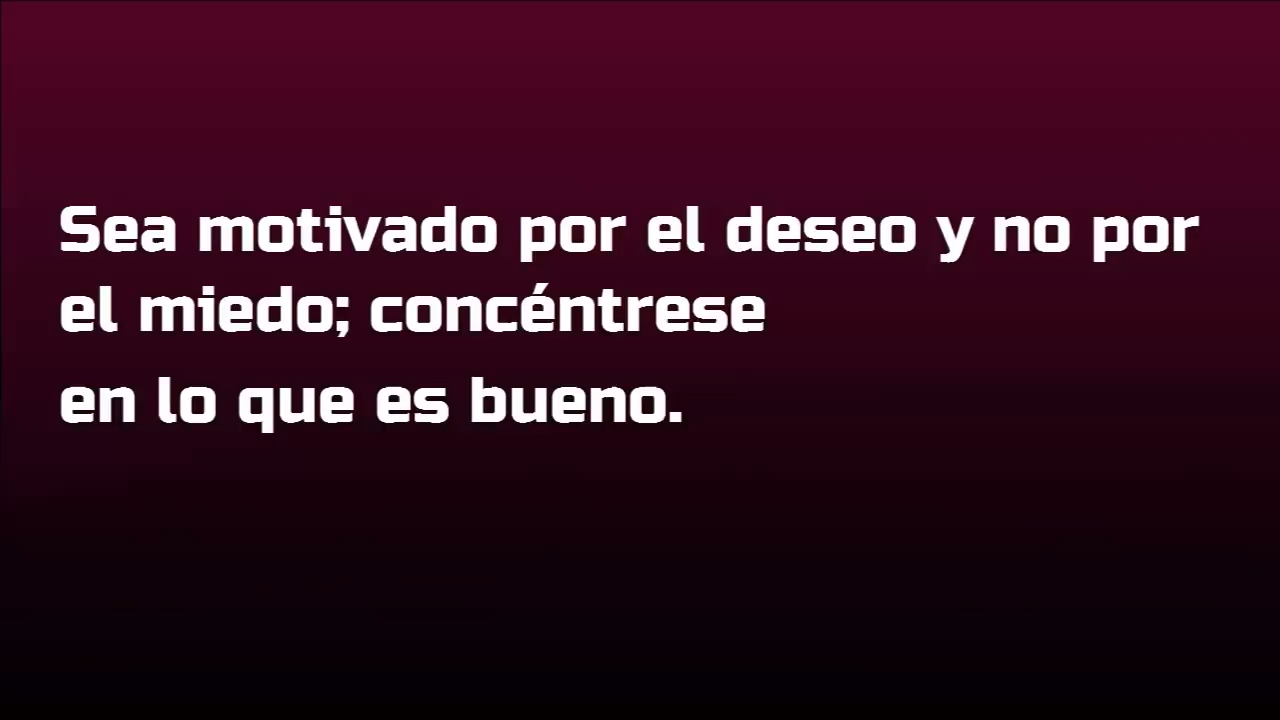 Sea motivado por el deseo y no por
el miedo; concéntrese
en lo que es bueno.